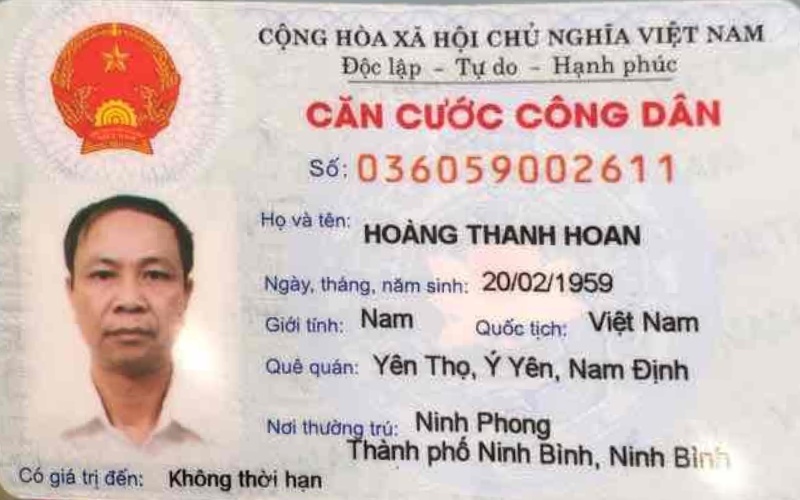 CỘNG HÒA XÃ HỘI CHỦ NGHĨA VIỆT NAM
Độc lập - Tự do - Hạnh phúc
CĂN CƯỚC CÔNG DÂN
Số: 036059002611
Họ và tên: HOÀNG THANH HOAN
Ngày, tháng, năm sinh: 20/02/1959
Giới tính: Nam Quốc tịch: Việt Nam
Quê quán: Yên Thọ, Ý Yên, Nam Định
Nơi thường trú: Ninh Phong
Thành phố Ninh Bình, Ninh Bình
Có giá trị đến: Không thời hạn